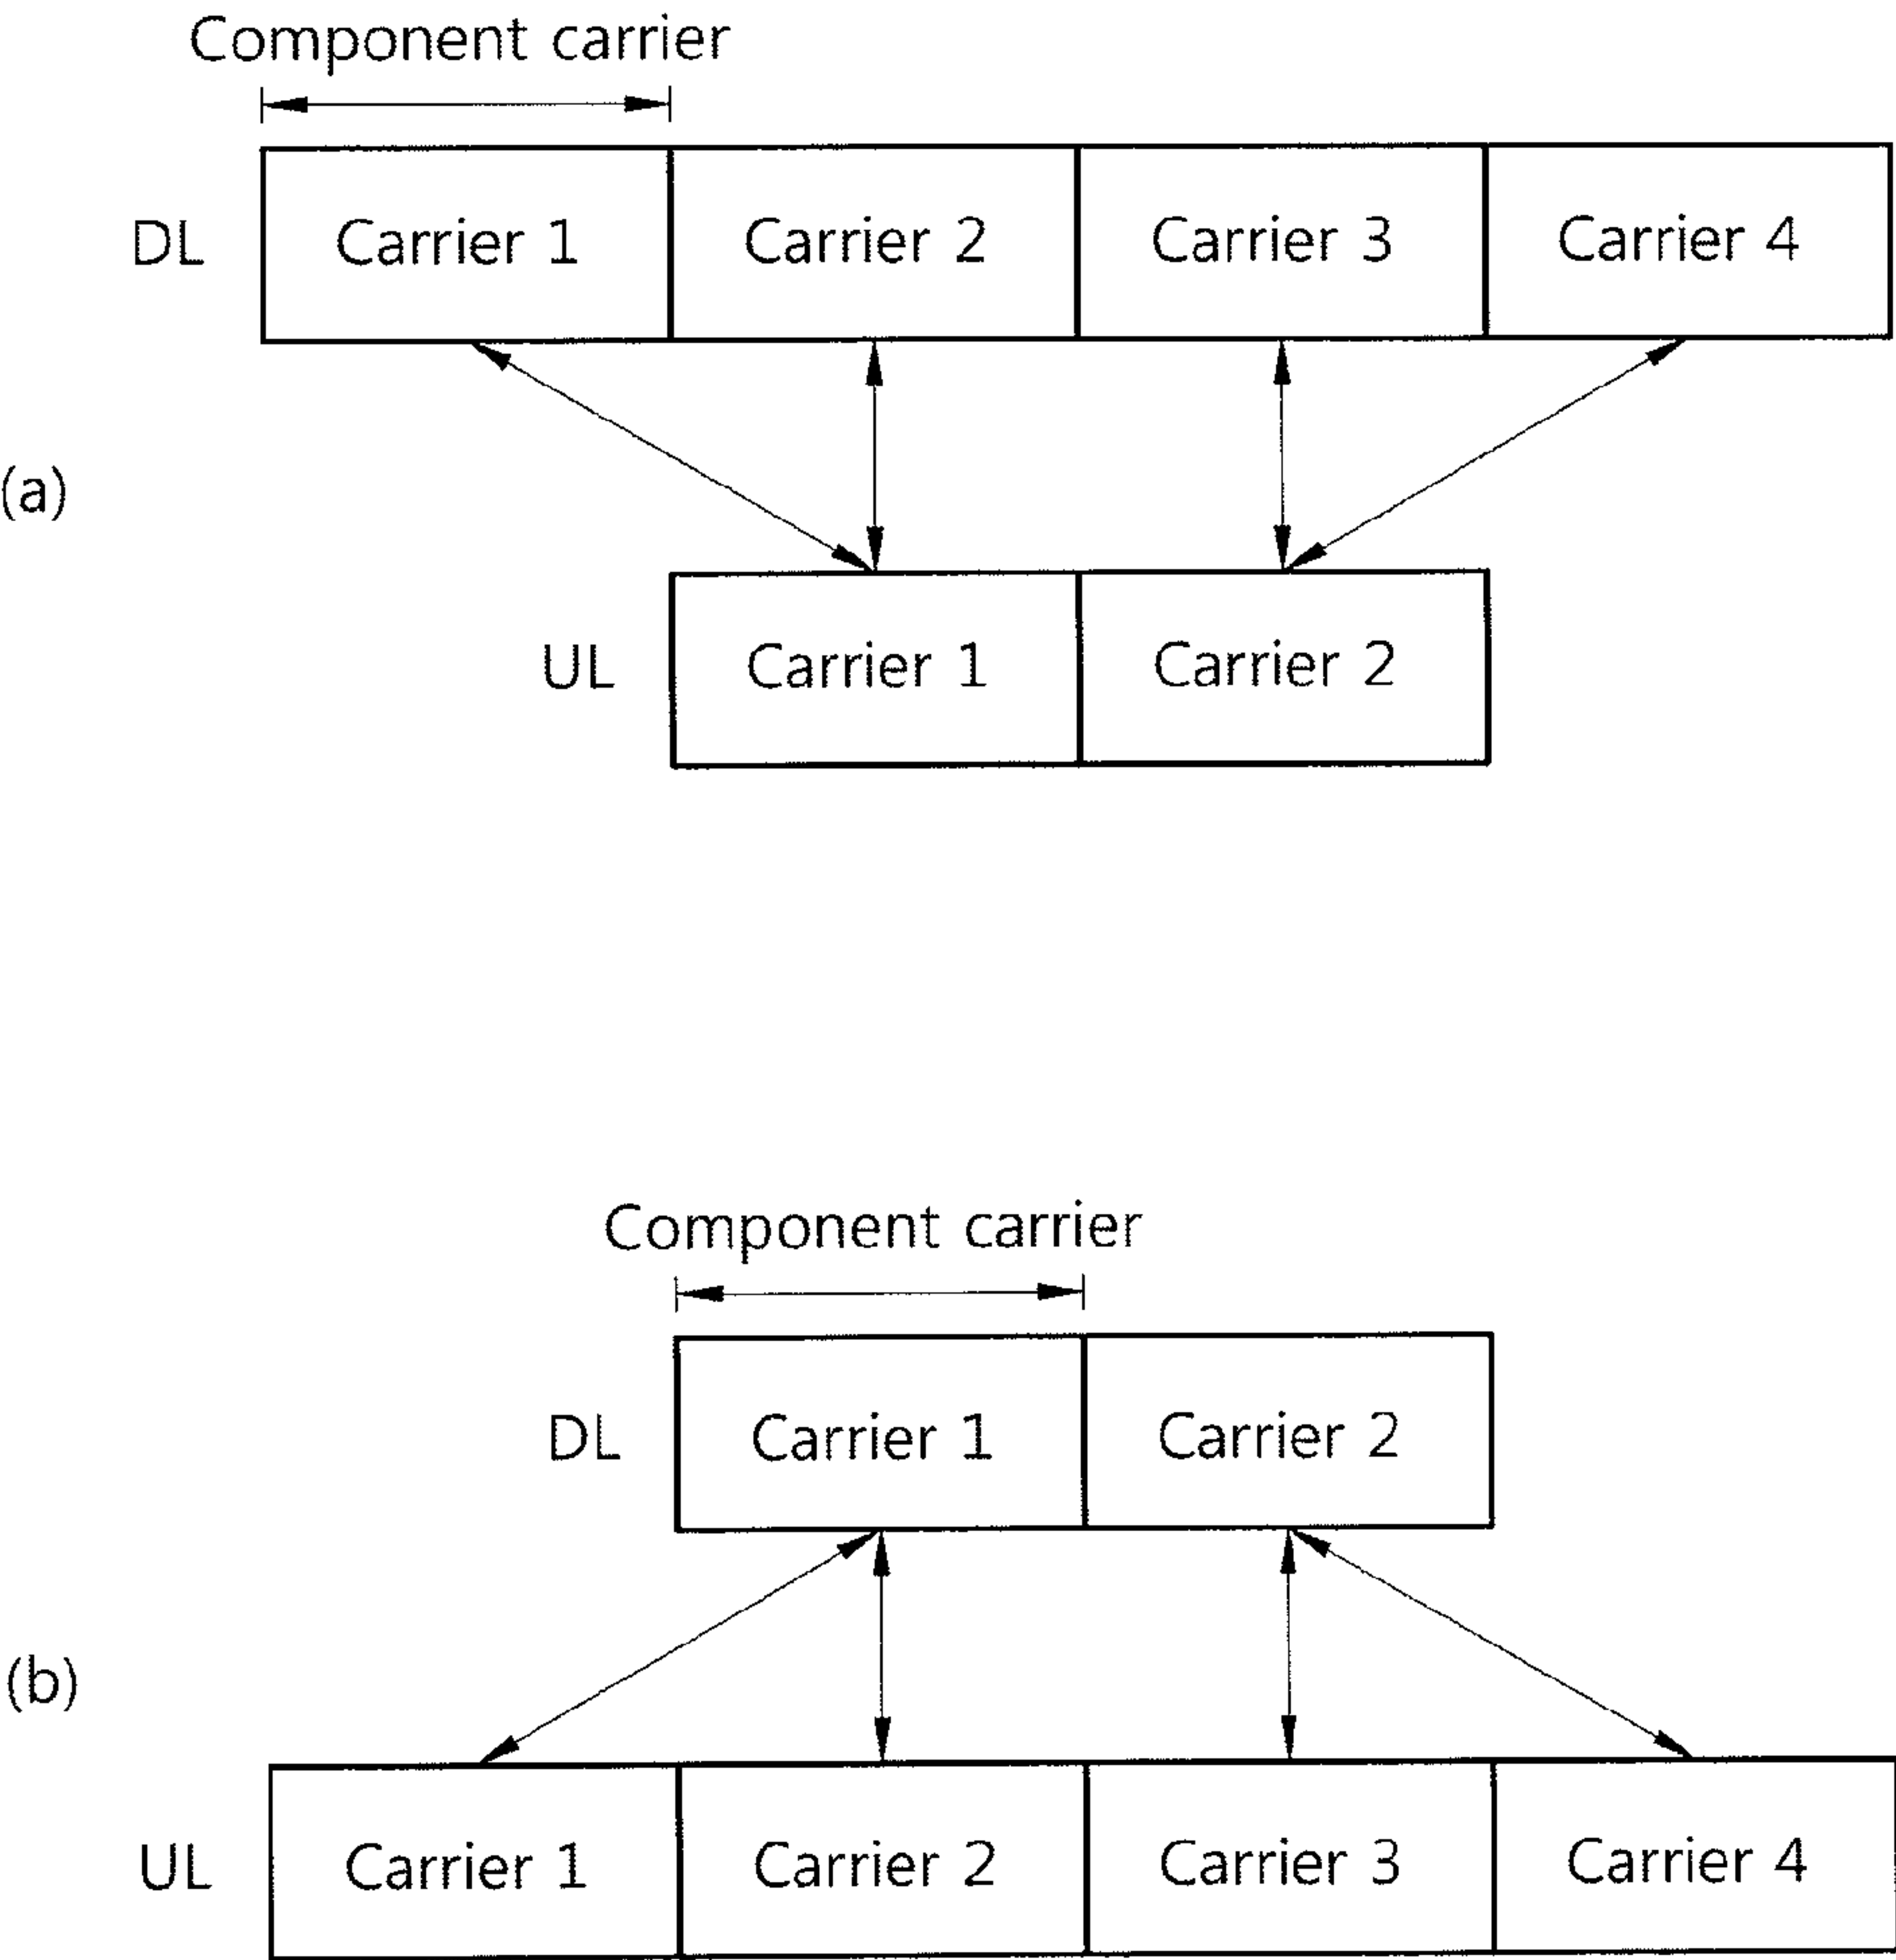 Component carrier
DL Carrier 1 Carrier 2 Carrier 3 Carrier 4
(a)
UL Carrier 1 Carrier 2
Component carrier
DL Carrier 1 Carrier 2
(b)
UL Carrier 1 Carrier 2 Carrier 3 Carrier 4